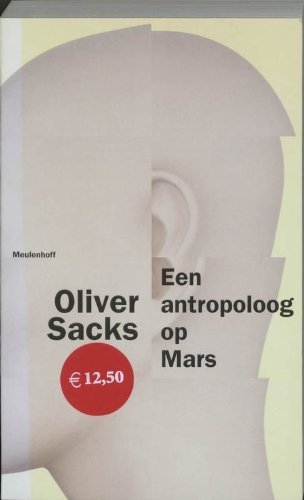 Meulenhoff
Oliver
Sacks
Een
antropoloog
op
Mars
€ 12,50